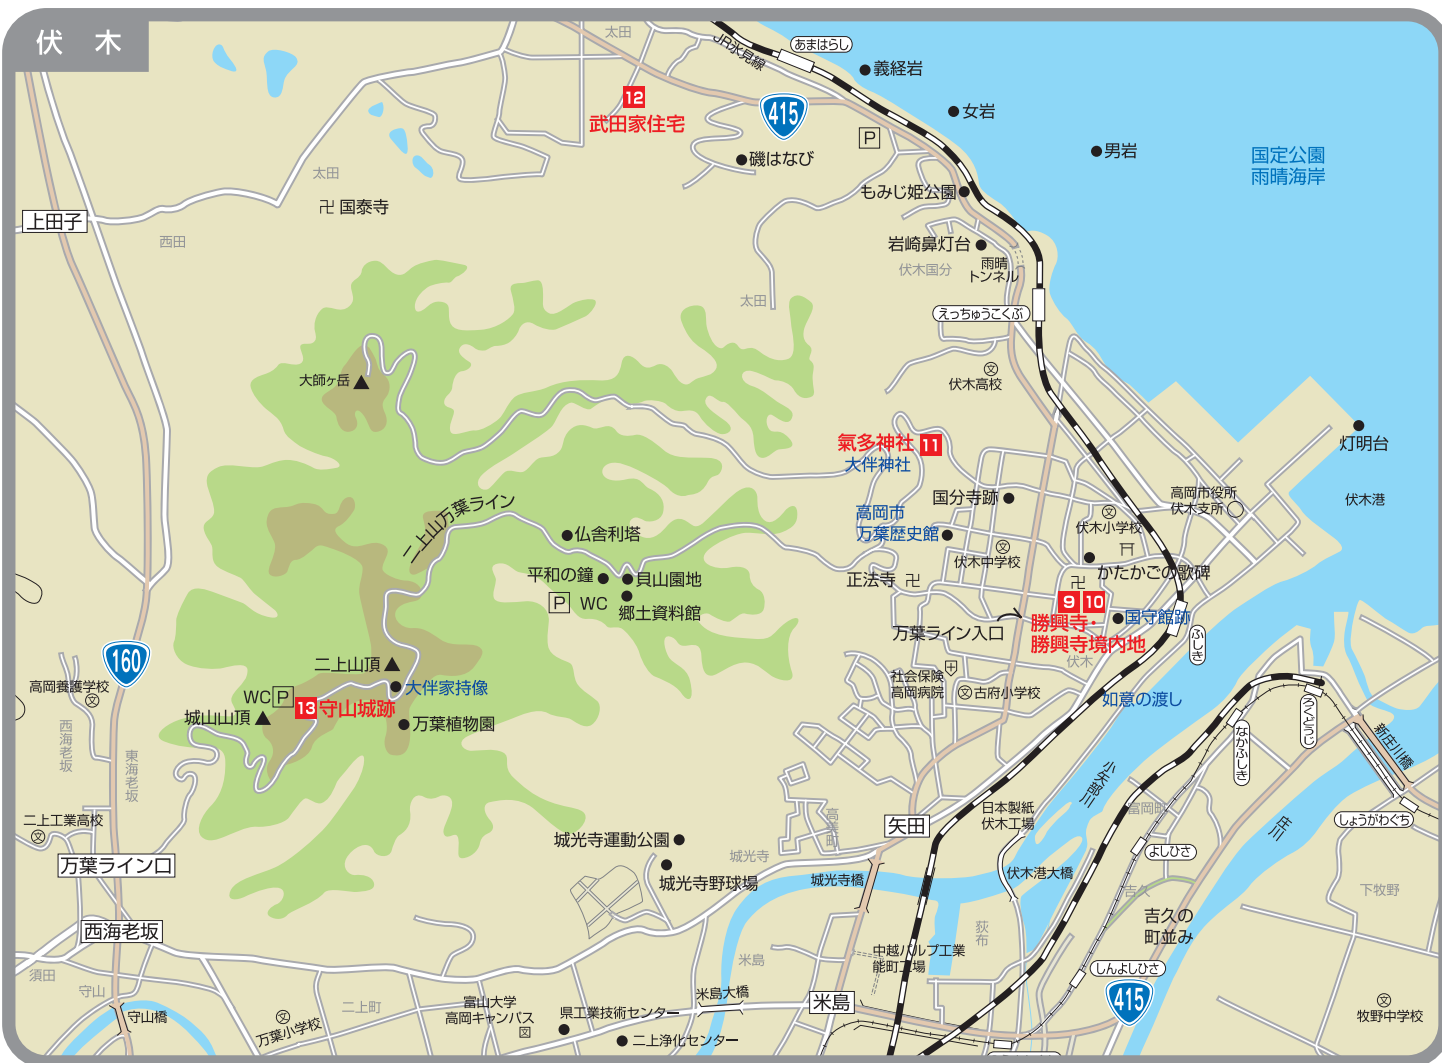 伏 木
太田
JR氷見線
あまはらし
義経岩
12
武田家住宅
415
女岩
P
磯はなび
男岩
国定公園
雨晴海岸
太田
卍 国泰寺
もみじ姫公園
上田子
西田
岩崎鼻灯台
伏木国分
雨晴
トンネル
太田
えっちゅうこくぶ
大師ヶ岳
文
伏木高校
氣多神社 11
大伴神社
灯明台
二上山万葉ライン
国分寺跡
高岡市役所
伏木支所
伏木港
高岡市
万葉歴史館
文
伏木小学校
仏舎利塔
文
伏木中学校
平和の鐘
貝山園地
正法寺 卍
かたかごの歌碑
卍
P WC
郷土資料館
9 10
国守館跡
勝興寺・
勝興寺境内地
万葉ライン入口
ふしき
伏木
160
二上山頂
社会保険
高岡病院
文 古府小学校
高岡養護学校
文
大伴家持像
WC P
13 守山城跡
城山山頂
万葉植物園
如意の渡し
西海老坂
東海老坂
ろくどうじ
なかふしき
新庄川橋
小矢部川
二上工業高校
文
高美町
矢田
日本製紙
伏木工場
富岡町
しょうがわぐち
庄川
城光寺運動公園
よしひさ
万葉ライン口
城光寺
城光寺野球場
城光寺橋
伏木港大橋
吉久
下牧野
西海老坂
吉久の
町並み
荻布
中越パルプ工業
能町工場
米島
須田
守山
しんよしひさ
415
二上町
富山大学
高岡キャンパス
文
米島大橋
米島
文
牧野中学校
守山橋
文
万葉小学校
県工業技術センター
二上浄化センター